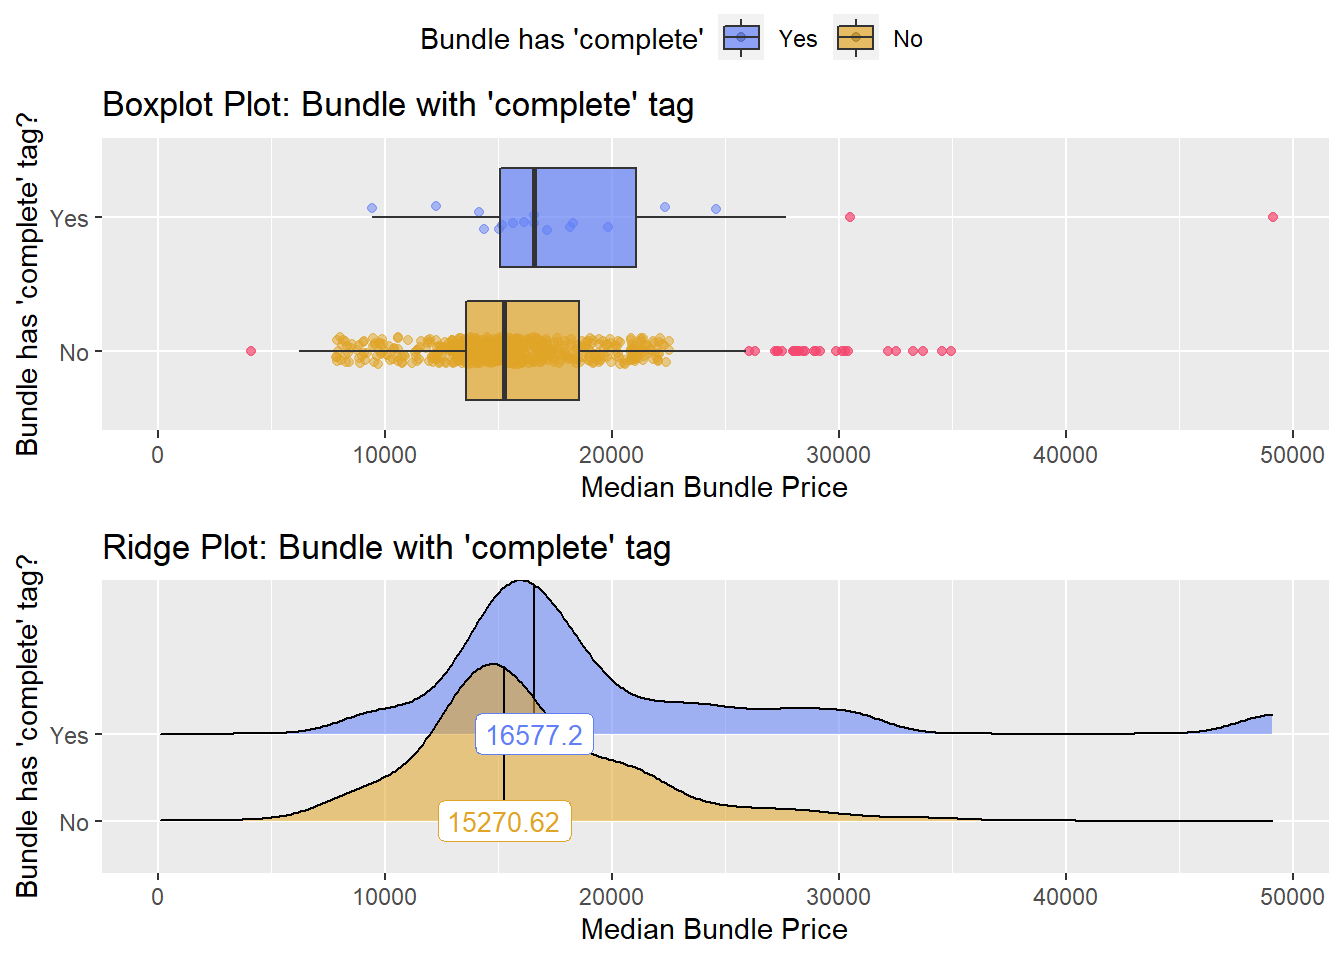 Bundle has 'complete' Yes No
Boxplot Plot: Bundle with 'complete' tag
Bundle has 'complete' tag?
Yes
No
0 10000 20000 30000 40000 50000
Median Bundle Price
Ridge Plot: Bundle with 'complete' tag
Bundle has 'complete' tag?
Yes
16577.2
No
15270.62
0 10000 20000 30000 40000 50000
Median Bundle Price